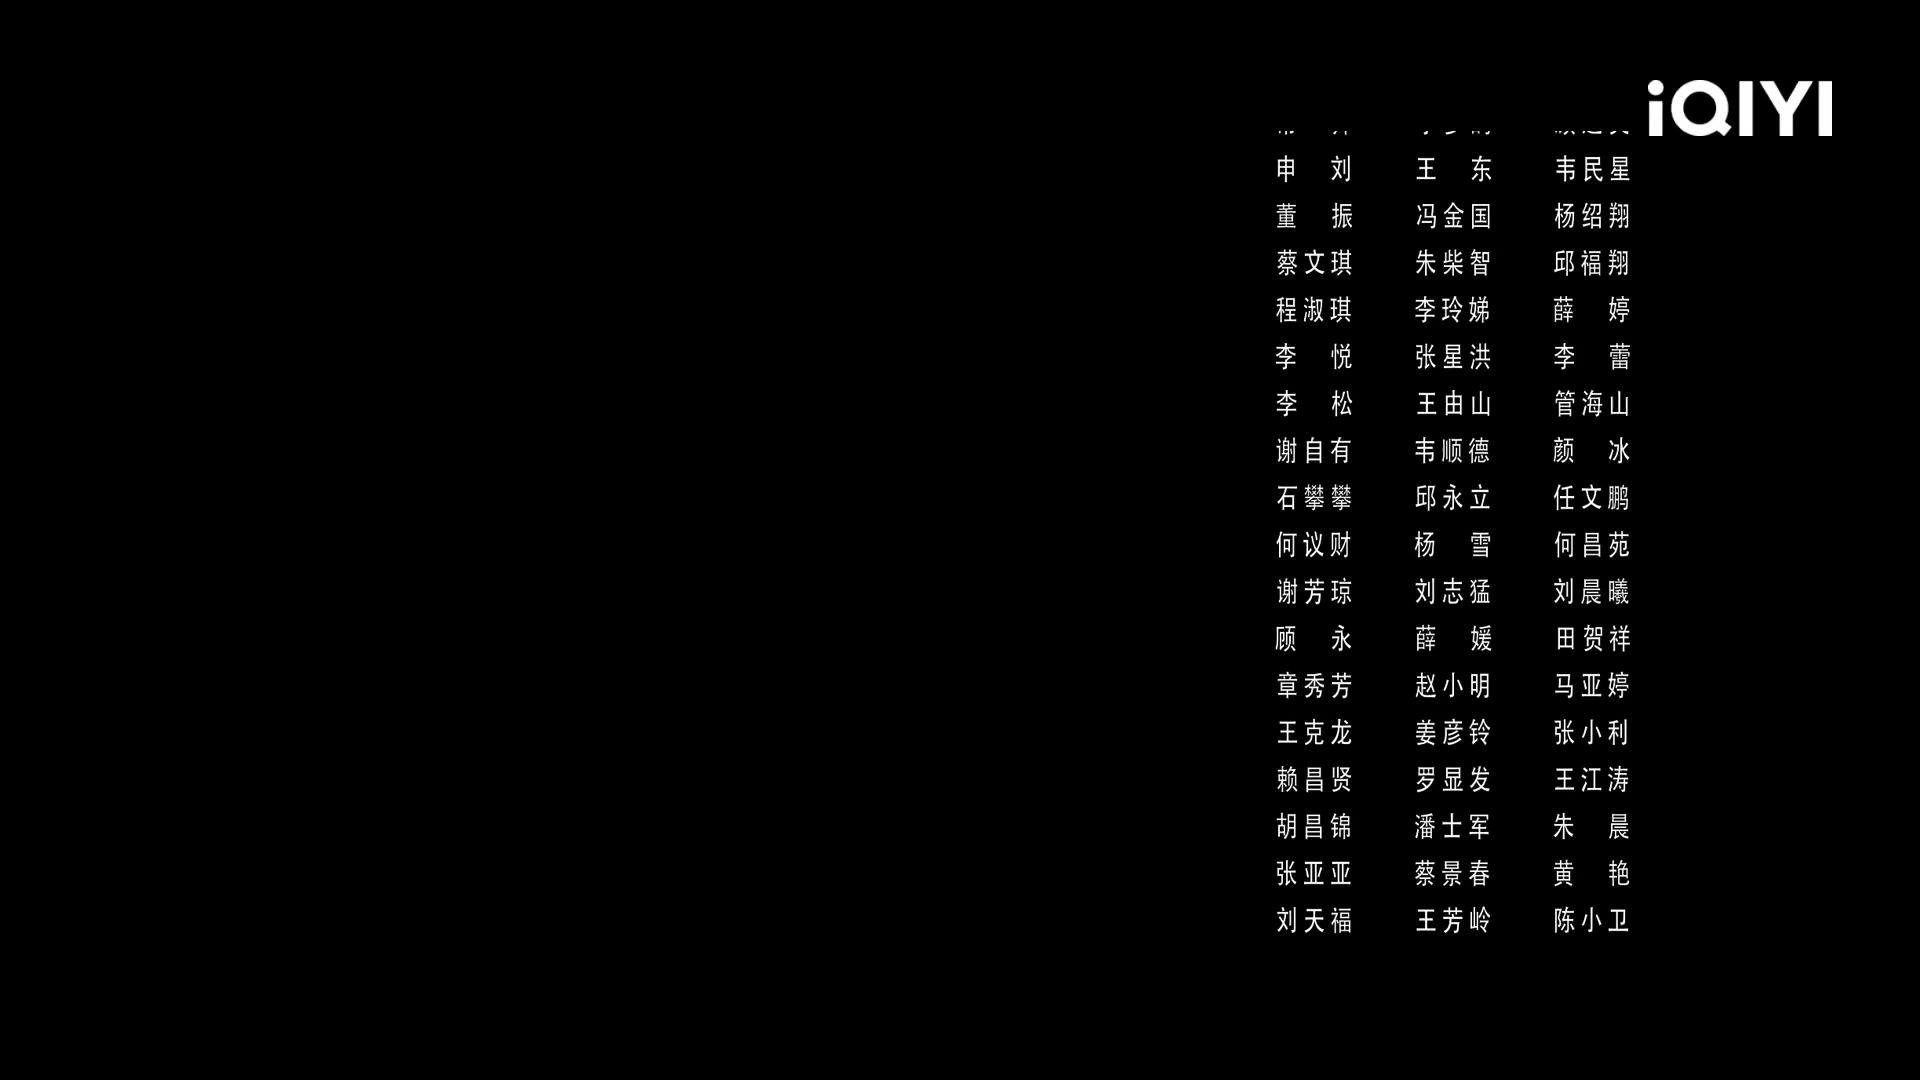 iQIYI
申 刘 王 东 韦民星
董 振 冯金国 杨绍翔
蔡文琪 朱柴智 邱福翔
程淑琪 李玲娣 薛 婷
李 悦 张星洪 李 蕾
李 松 王由山 管海山
谢自有 韦顺德 颜 冰
石攀攀 邱永立 任文鹏
何议财 杨 雪 何昌苑
谢芳琼 刘志猛 刘晨曦
顾 永 薛 媛 田贺祥
章秀芳 赵小明 马亚婷
王克龙 姜彦铃 张小利
赖昌贤 罗显发 王江涛
胡昌锦 潘士军 朱 晨
张亚亚 蔡景春 黄 艳
刘天福 王芳岭 陈小卫